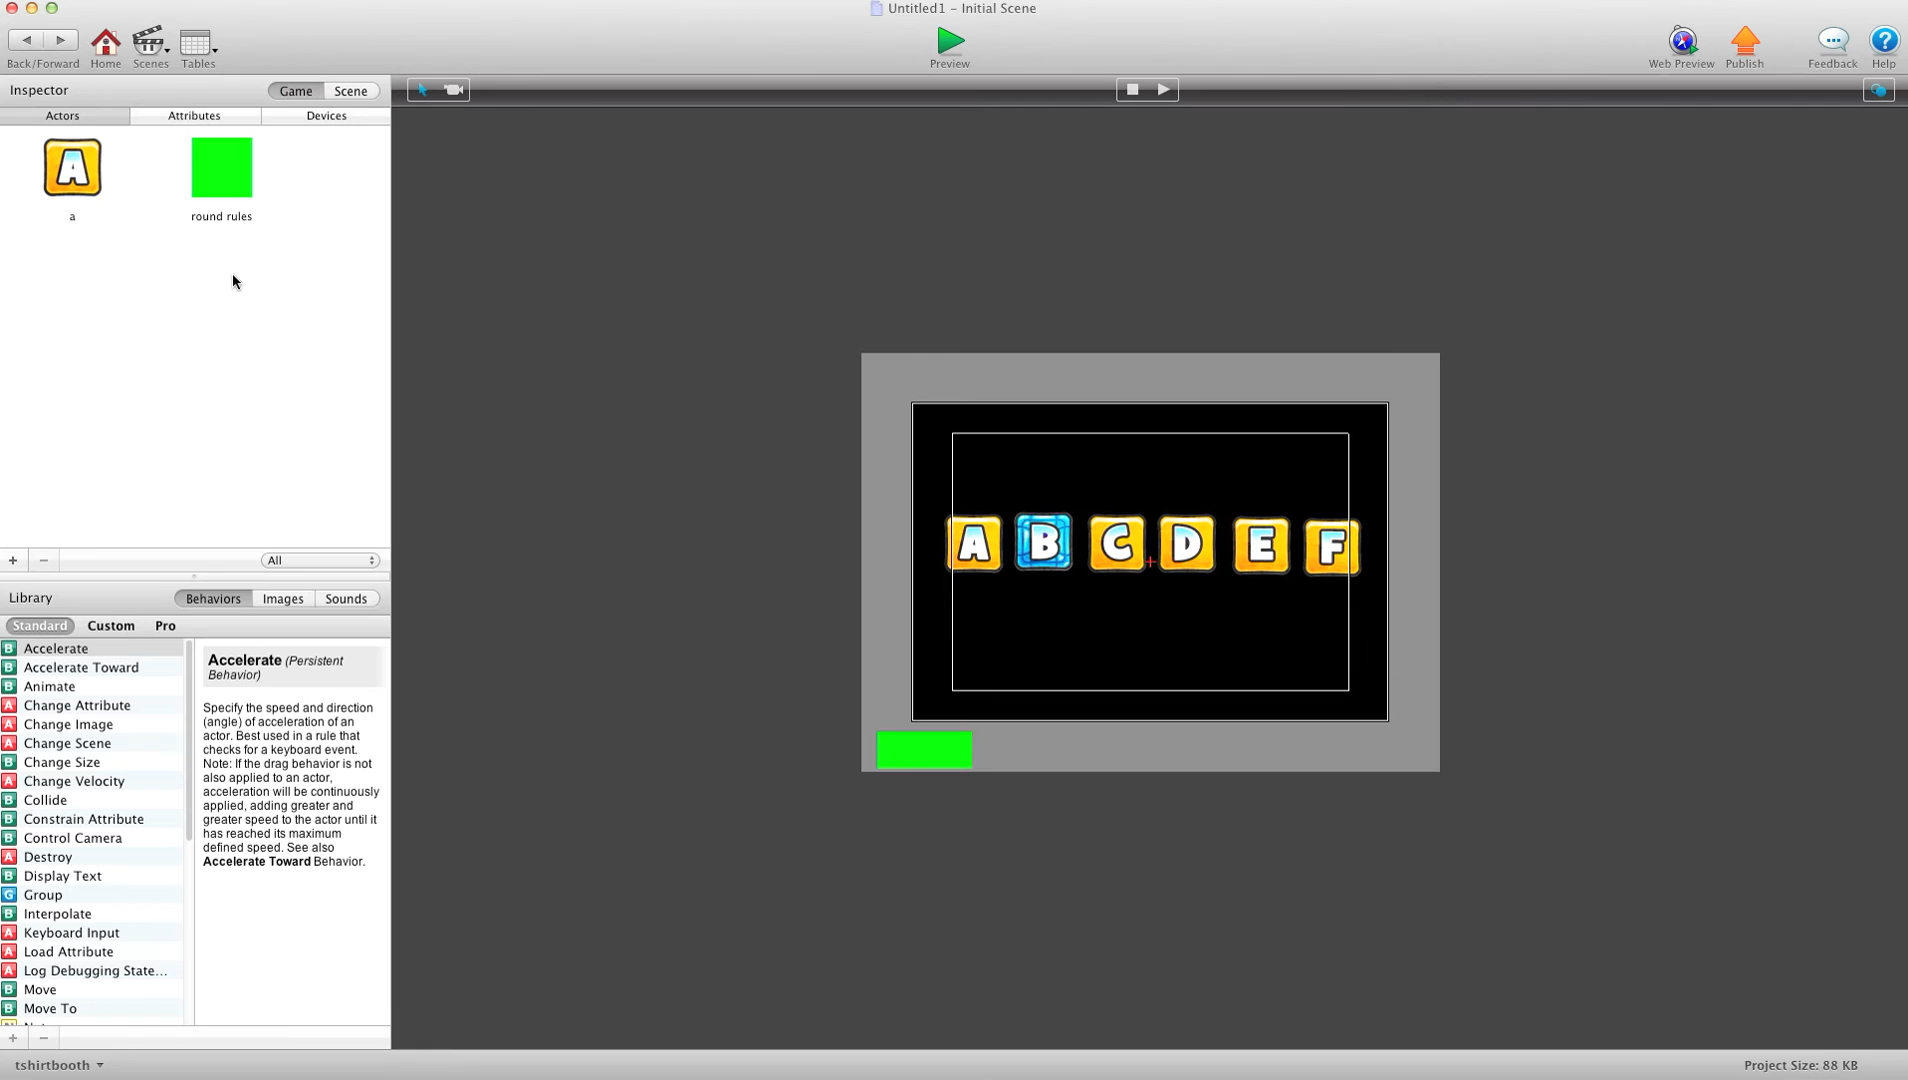 Untitled1 – Initial Scene
Back/Forward
Home
Scenes
Tables
Preview
Web Preview
Publish
Feedback
Help
Inspector
Game
Scene
Actors
Attributes
Devices
A
a
round rules
A
B
C
D
E
F
+ − All
Library
Behaviors
Images
Sounds
Standard
Custom
Pro
B Accelerate
B Accelerate Toward
B Animate
A Change Attribute
A Change Image
A Change Scene
B Change Size
A Change Velocity
B Collide
B Constrain Attribute
B Control Camera
A Destroy
B Display Text
G Group
B Interpolate
A Keyboard Input
A Load Attribute
A Log Debugging State...
B Move
B Move To
Accelerate (Persistent
Behavior)
Specify the speed and direction
(angle) of acceleration of an
actor. Best used in a rule that
checks for a keyboard event.
Note: If the drag behavior is not
also applied to an actor,
acceleration will be continuously
applied, adding greater and
greater speed to the actor until it
has reached its maximum
defined speed. See also
Accelerate Toward Behavior.
+ −
tshirtbooth
Project Size: 88 KB